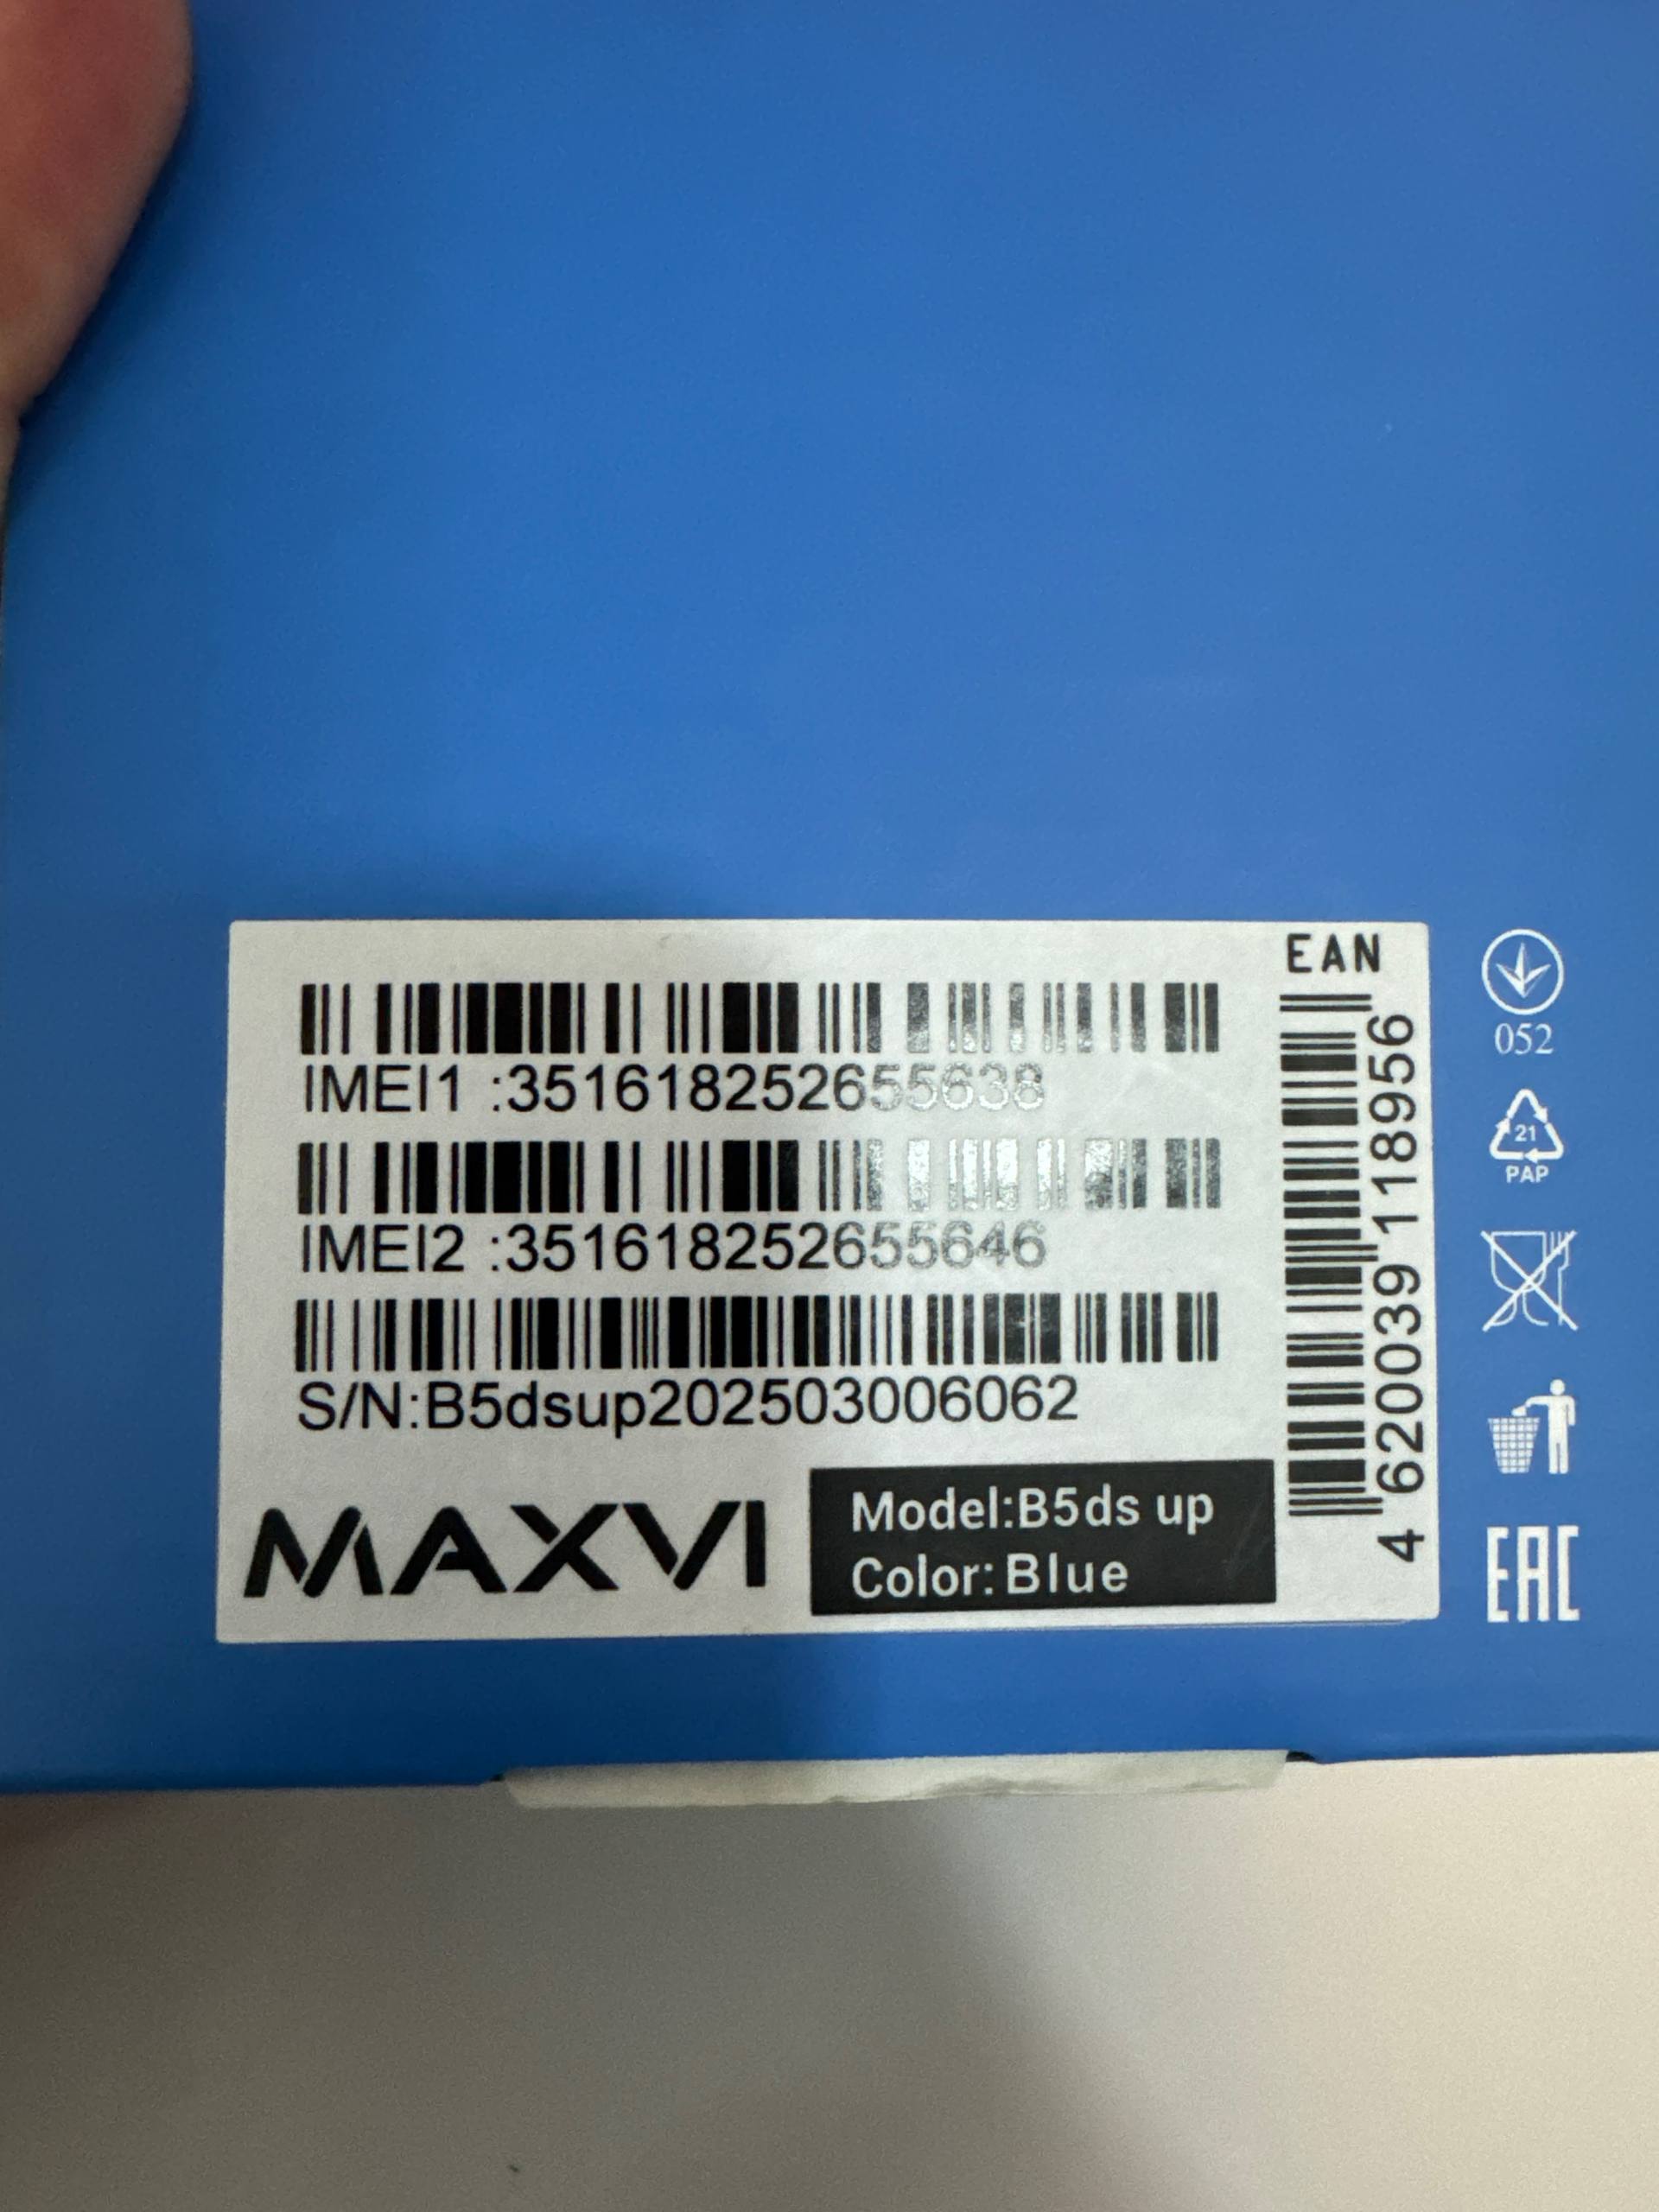 EAN
IMEI1 :351618252655638
IMEI2 :351618252655646
S/N:B5dsup202503006062
MAXVI
Model:B5ds up
Color: Blue
4 620039 118956
052
21
PAP
EAC